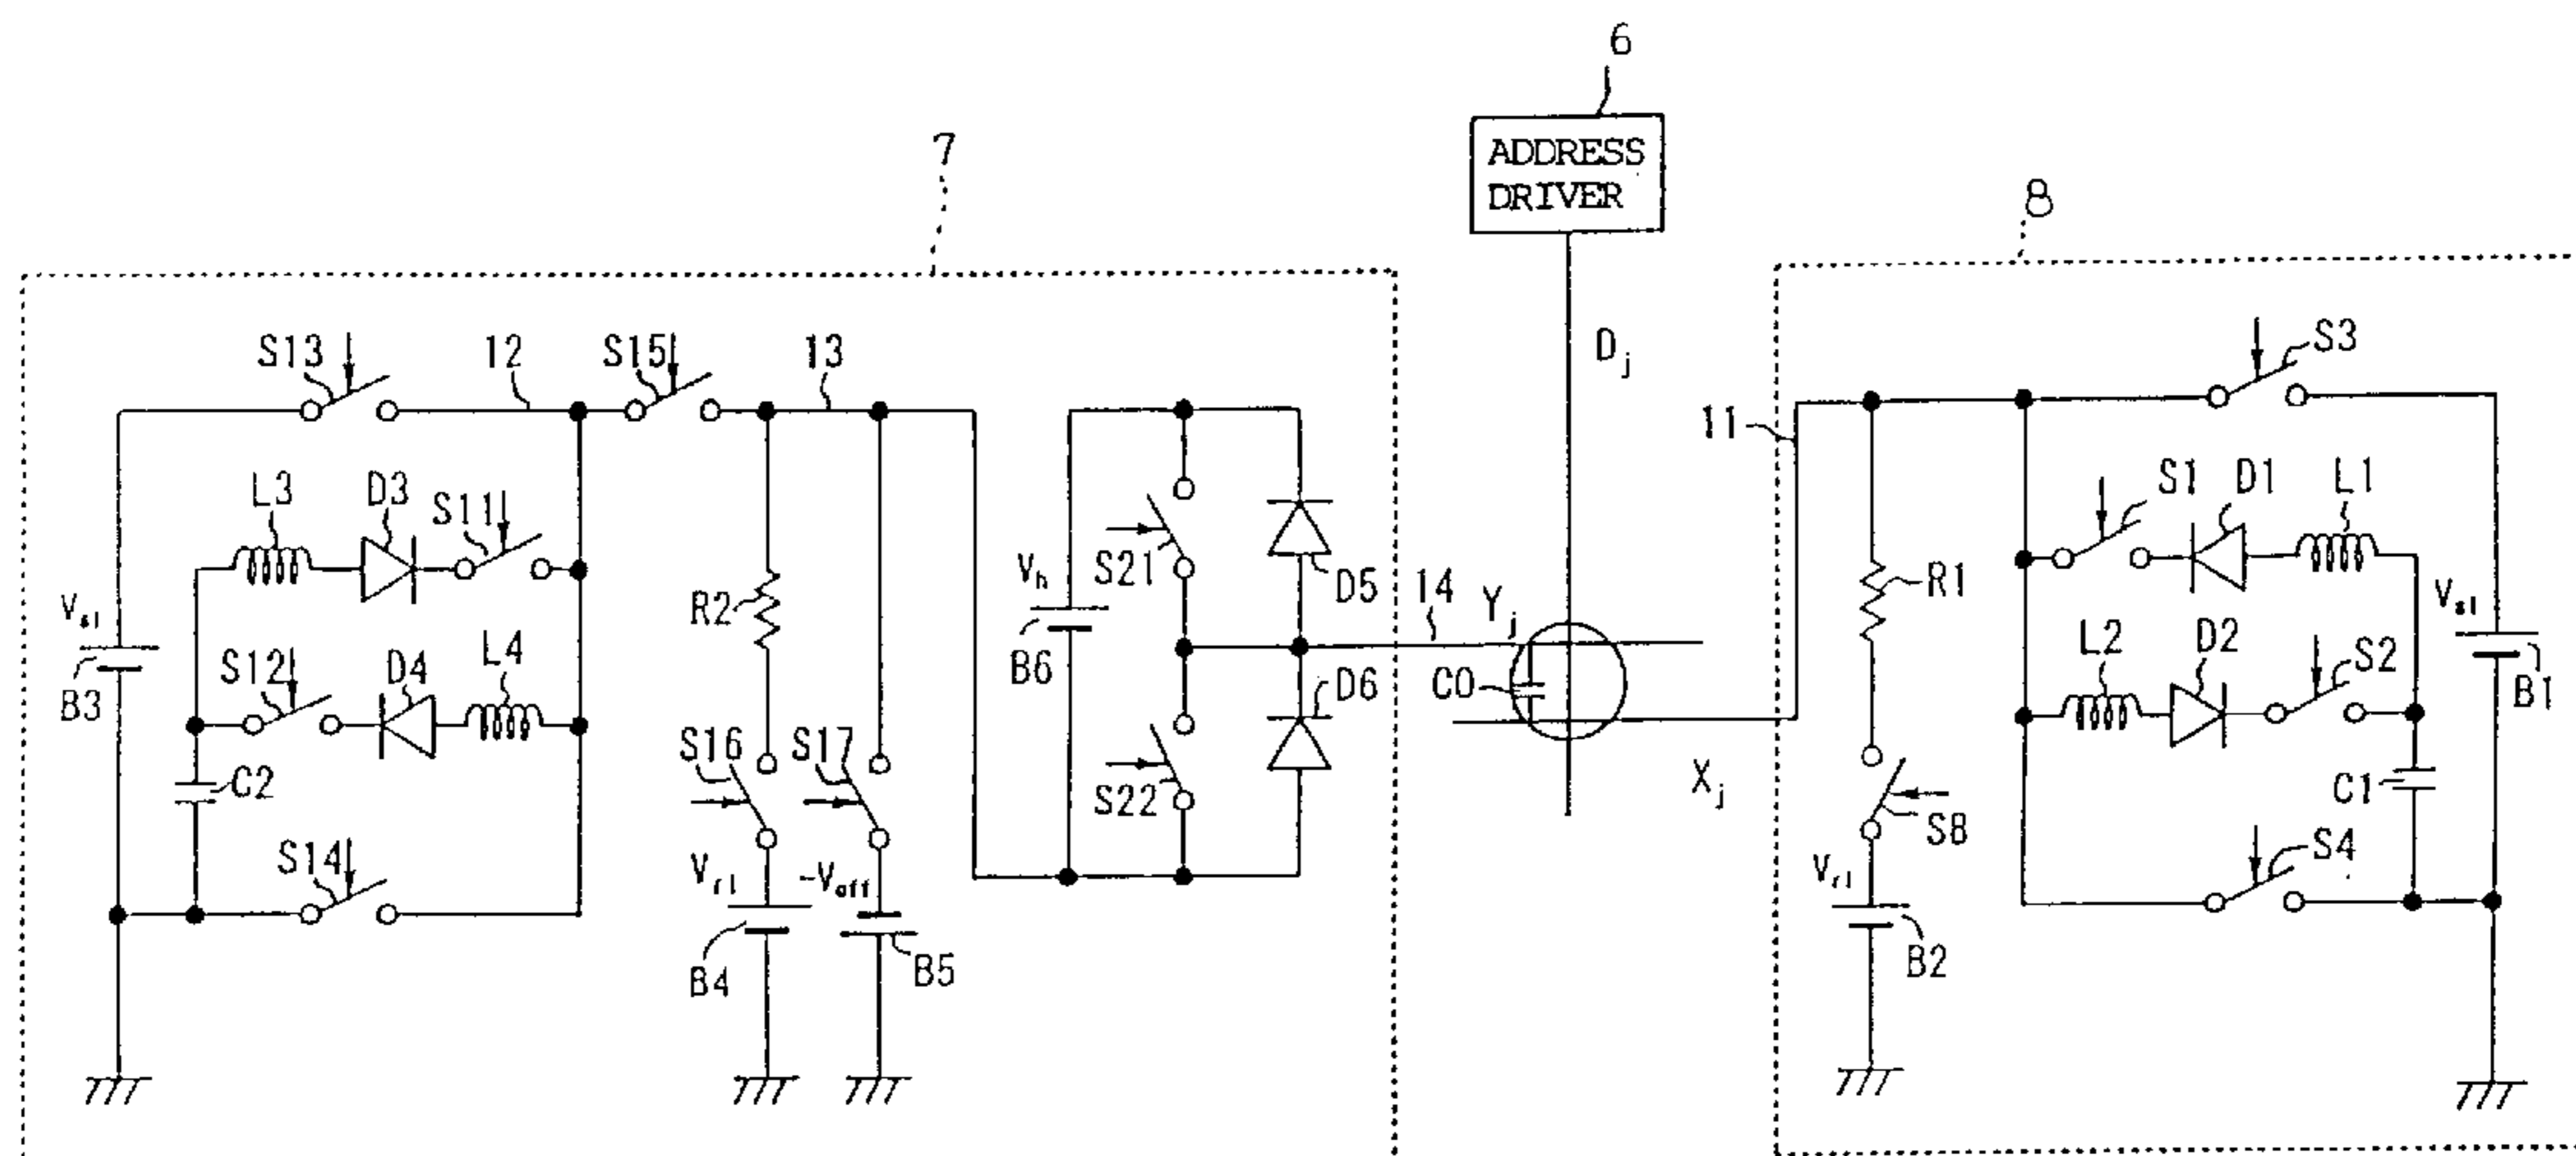 6
ADDRESS
DRIVER
7
8
S13
12
S15
13
Dj
S3
11
L3
D3
S11
S1
D1
L1
Vs1
B3
S12
D4
L4
R2
Vh
B6
S21
D5
14
Yj
R1
L2
D2
S2
Vs1
B1
C2
S16
S17
S22
D6
C0
Xj
S8
C1
S14
Vr1
-Voff
B4
B5
Vr1
B2
S4